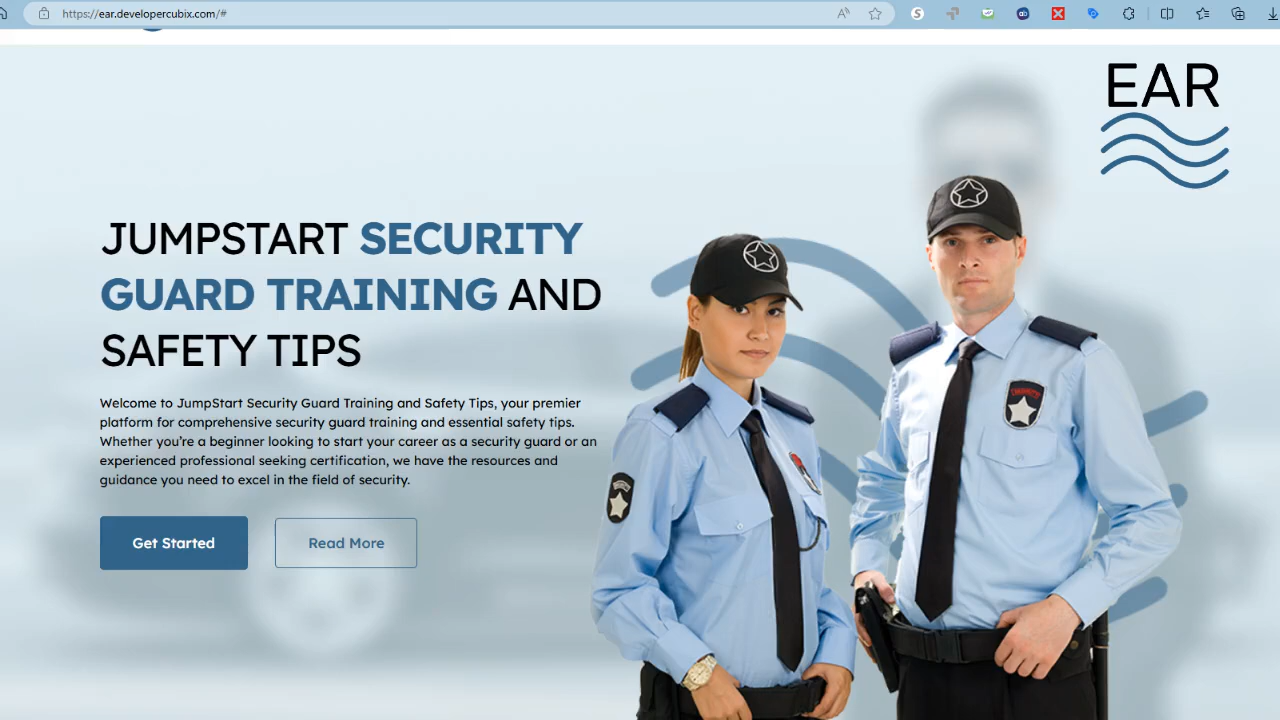 https://ear.developercubix.com/#
EAR
JUMPSTART SECURITY
GUARD TRAINING AND
SAFETY TIPS
Welcome to JumpStart Security Guard Training and Safety Tips, your premier
platform for comprehensive security guard training and essential safety tips.
Whether you're a beginner looking to start your career as a security guard or an
experienced professional seeking certification, we have the resources and
guidance you need to excel in the field of security.
Get Started
Read More